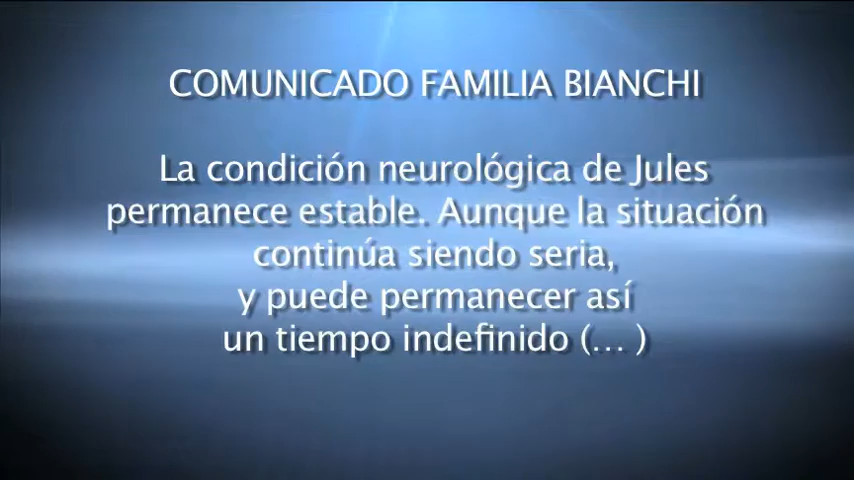 COMUNICADO FAMILIA BIANCHI
La condición neurológica de Jules
permanece estable. Aunque la situación
continúa siendo seria,
y puede permanecer así
un tiempo indefinido (... )